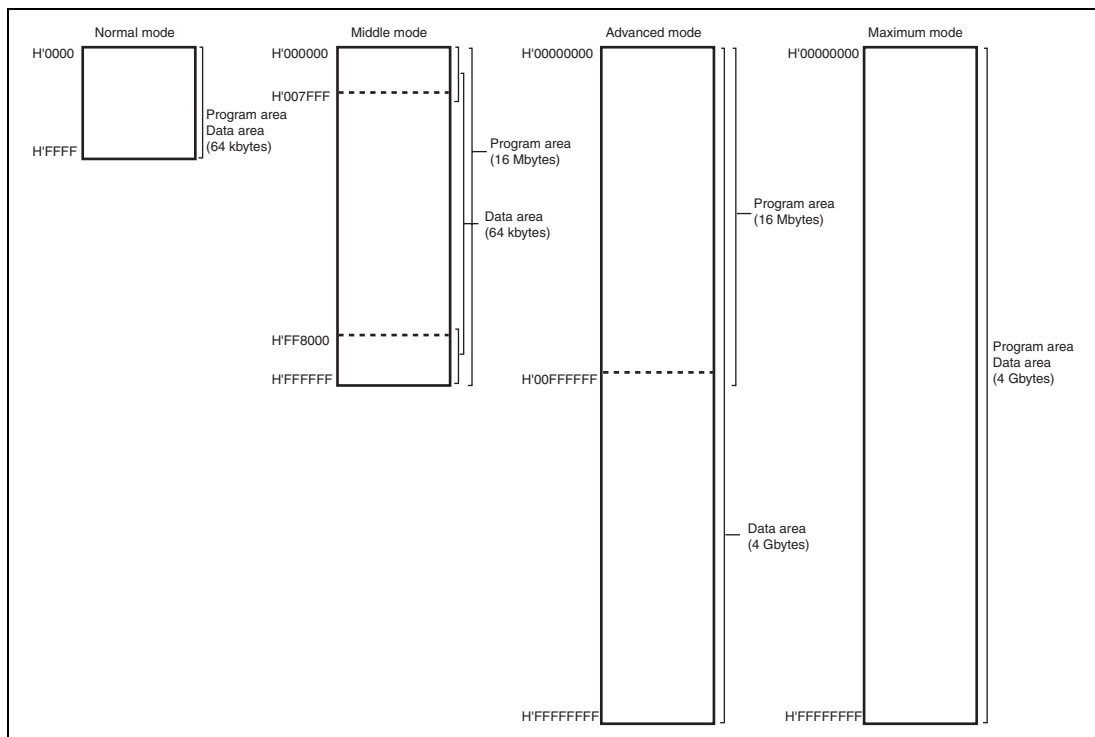 Normal mode
H'0000
H'FFFF
Program area
Data area
(64 kbytes)
Middle mode
H'000000
H'007FFF
H'FF8000
H'FFFFFF
Program area
(16 Mbytes)
Data area
(64 kbytes)
Advanced mode
H'00000000
H'00FFFFFF
H'FFFFFFFF
Program area
(16 Mbytes)
Data area
(4 Gbytes)
Maximum mode
H'00000000
H'FFFFFFFF
Program area
Data area
(4 Gbytes)